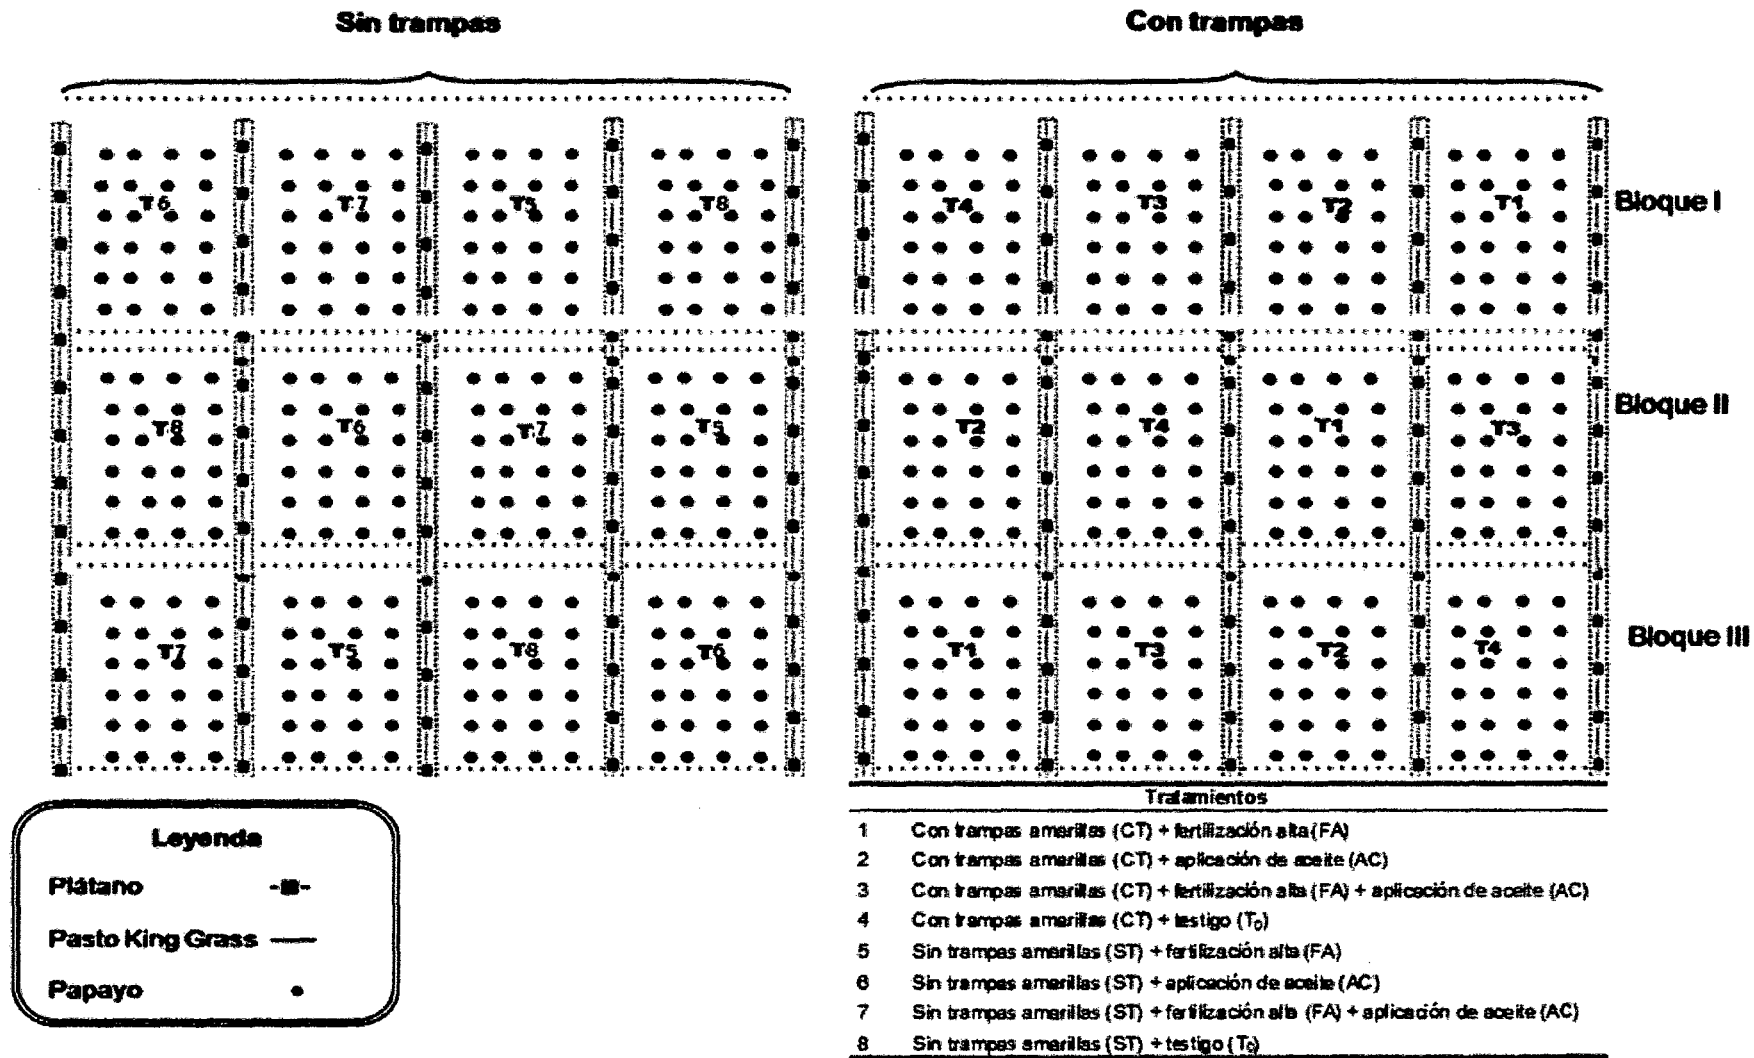 Sin trampas
Con trampas
T6 T7 T5 T8 T4 T3 T2 T1 Bloque I
T8 T6 T7 T5 T2 T4 T1 T3 Bloque II
T7 T5 T8 T6 T1 T3 T2 T4 Bloque III
Leyenda
Plátano
Pasto King Grass
Papayo
Tratamientos
1 Con trampas amarillas (CT) + fertilización alta (FA)
2 Con trampas amarillas (CT) + aplicación de aceite (AC)
3 Con trampas amarillas (CT) + fertilización alta (FA) + aplicación de aceite (AC)
4 Con trampas amarillas (CT) + testigo (T₀)
5 Sin trampas amarillas (ST) + fertilización alta (FA)
6 Sin trampas amarillas (ST) + aplicación de aceite (AC)
7 Sin trampas amarillas (ST) + fertilización alta (FA) + aplicación de aceite (AC)
8 Sin trampas amarillas (ST) + testigo (T₀)